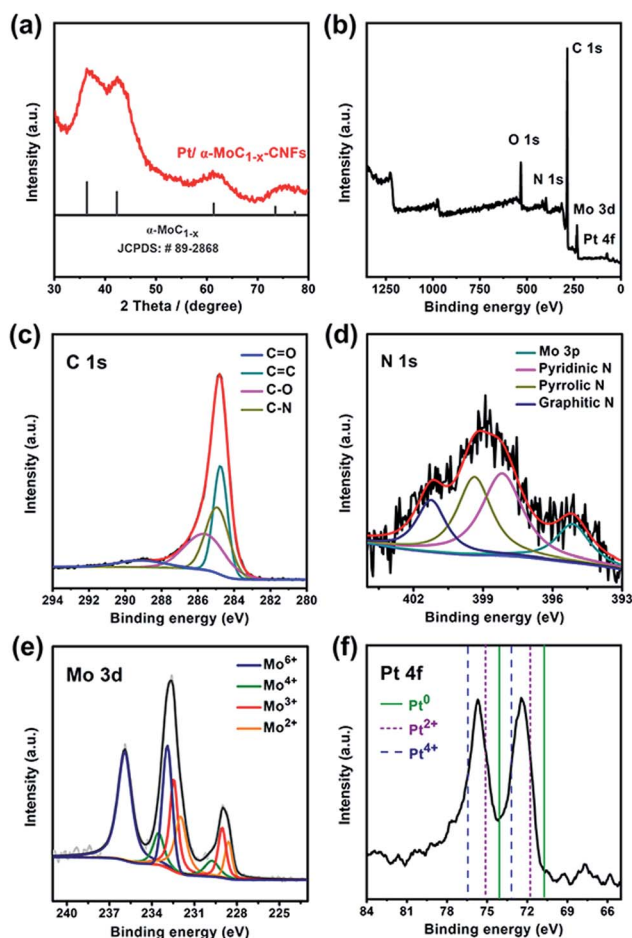 (a)
Intensity (a.u.)
Pt/ α-MoC1-x-CNFs
α-MoC1-x
JCPDS: # 89-2868
30 40 50 60 70 80
2 Theta / (degree)
(b)
Intensity (a.u.)
C 1s
O 1s
N 1s
Mo 3d
Pt 4f
1250 1000 750 500 250 0
Binding energy (eV)
(c)
C 1s
Intensity (a.u.)
C=O
C=C
C-O
C-N
294 292 290 288 286 284 282 280
Binding energy (eV)
(d)
N 1s
Intensity (a.u.)
Mo 3p
Pyridinic N
Pyrrolic N
Graphitic N
402 399 396 393
Binding energy (eV)
(e)
Mo 3d
Intensity (a.u.)
Mo6+
Mo4+
Mo3+
Mo2+
240 236 232 228 224
Binding energy (eV)
(f)
Pt 4f
Intensity (a.u.)
Pt0
Pt2+
Pt4+
84 81 78 75 72 69 66
Binding energy (eV)